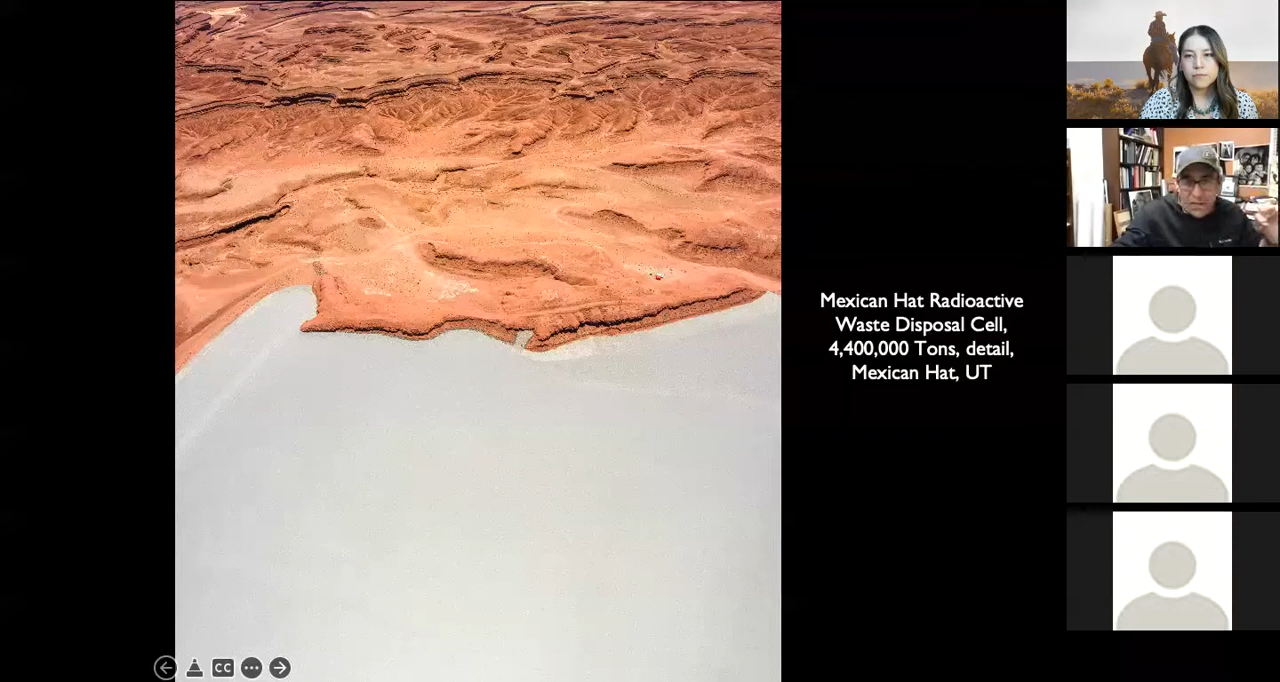 Mexican Hat Radioactive
Waste Disposal Cell,
4,400,000 Tons, detail,
Mexican Hat, UT
CC